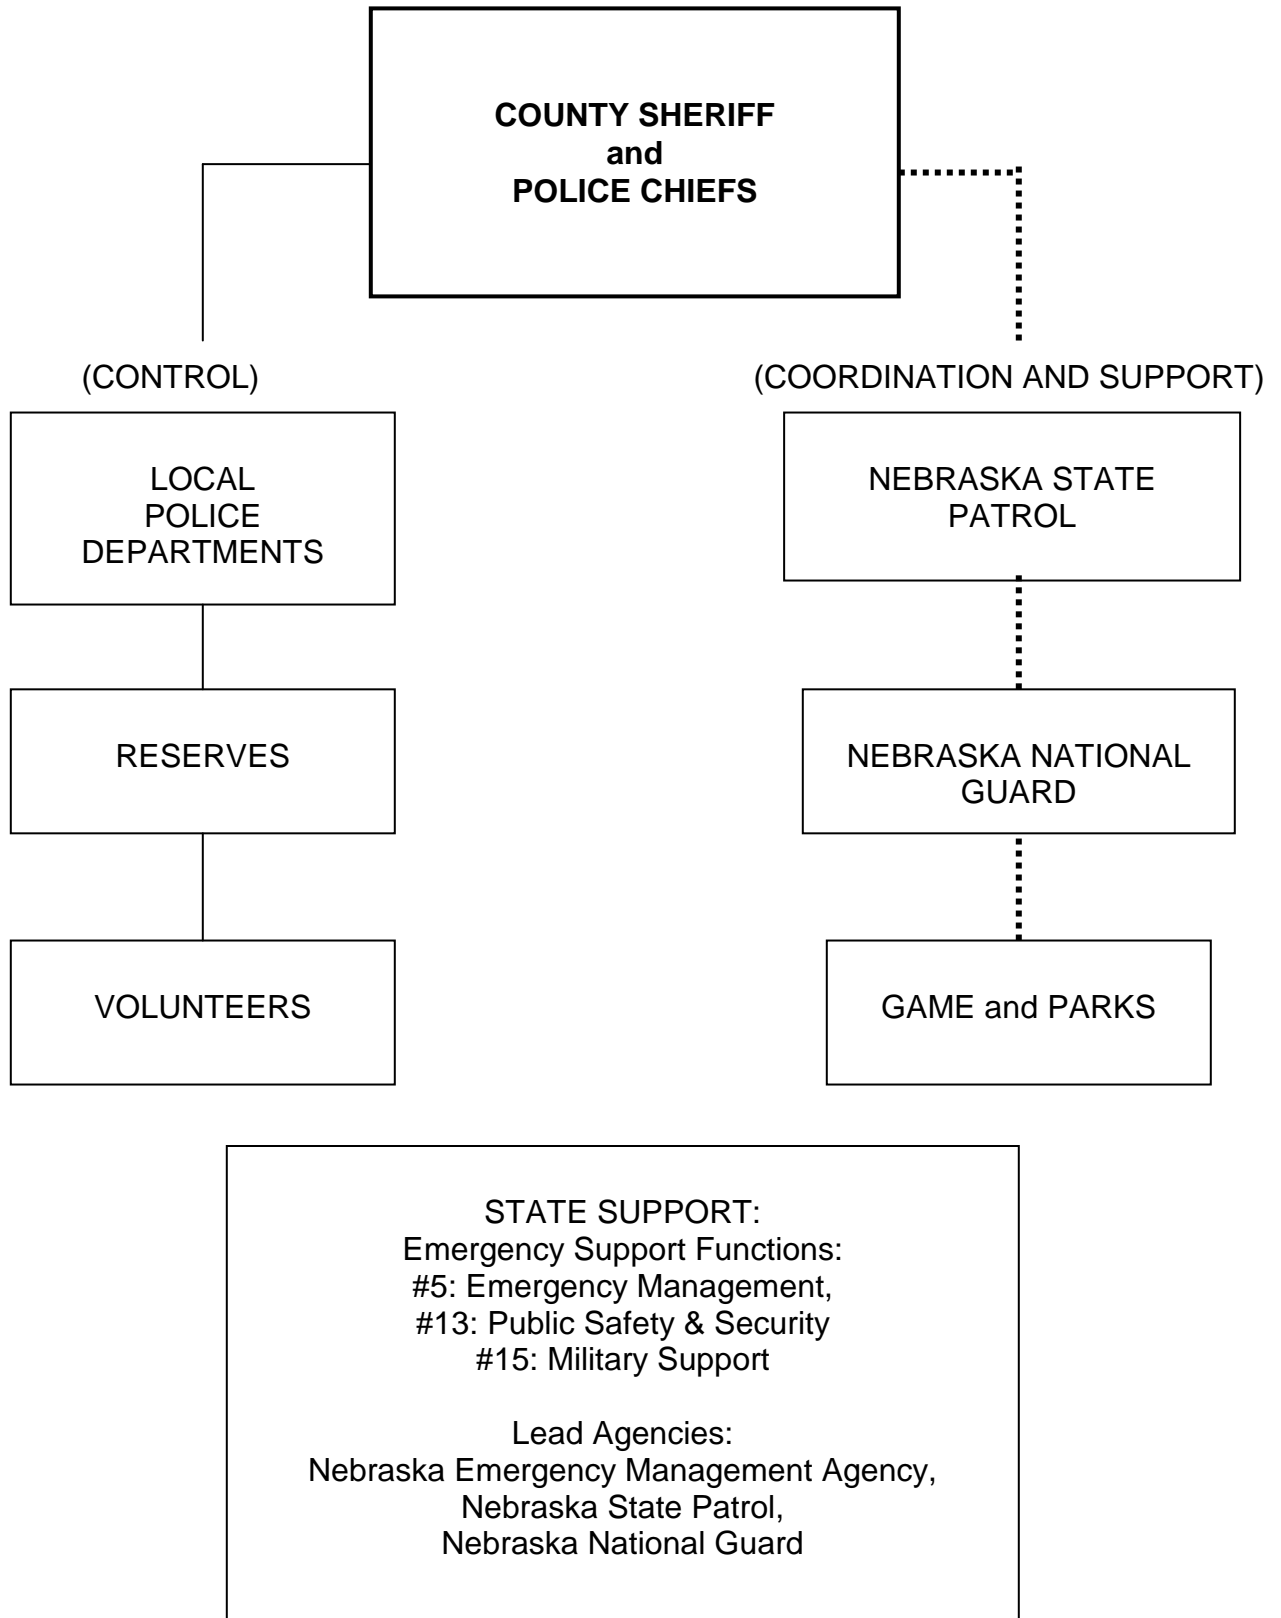 COUNTY SHERIFF
and
POLICE CHIEFS
(CONTROL)
(COORDINATION AND SUPPORT)
LOCAL
POLICE
DEPARTMENTS
NEBRASKA STATE
PATROL
RESERVES
NEBRASKA NATIONAL
GUARD
VOLUNTEERS
GAME and PARKS
STATE SUPPORT:
Emergency Support Functions:
#5: Emergency Management,
#13: Public Safety & Security
#15: Military Support
Lead Agencies:
Nebraska Emergency Management Agency,
Nebraska State Patrol,
Nebraska National Guard